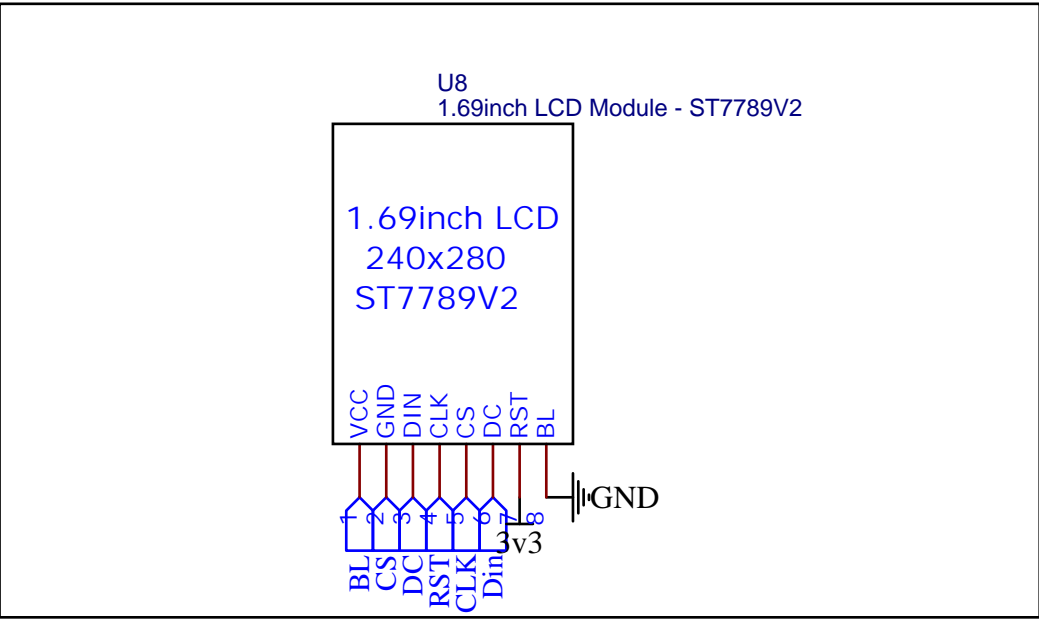 U8
1.69inch LCD Module - ST7789V2
1.69inch LCD
240x280
ST7789V2
VCC
GND
DIN
CLK
CS
DC
RST
BL
1
2
3
4
5
6
7
8
GND
3v3
BL
CS
DC
RST
CLK
Din